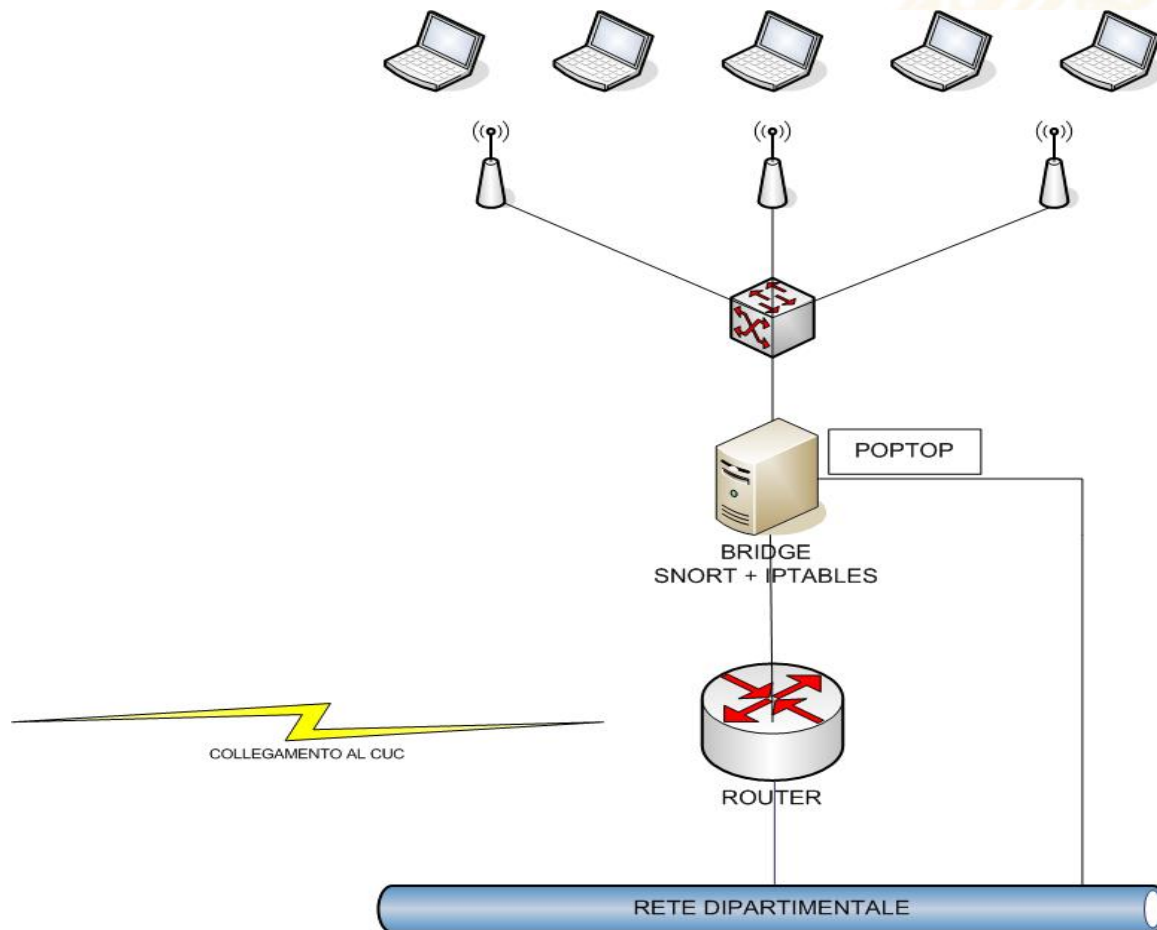 POPTOP
BRIDGE
SNORT + IPTABLES
COLLEGAMENTO AL CUC
ROUTER
RETE DIPARTIMENTALE